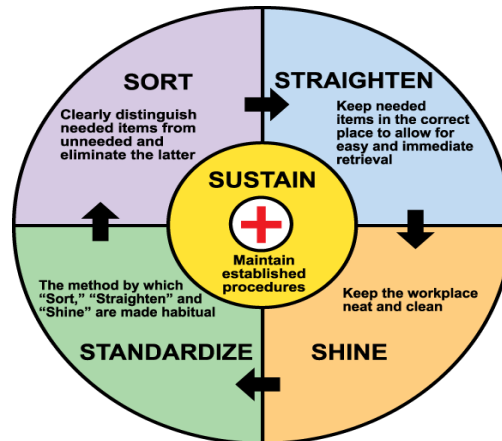 SORT
Clearly distinguish
needed items from
unneeded and
eliminate the latter
STRAIGHTEN
Keep needed
items in the correct
place to allow for
easy and immediate
retrieval
SUSTAIN
Maintain
established
procedures
The method by which
“Sort,” “Straighten” and
“Shine” are made habitual
STANDARDIZE
Keep the workplace
neat and clean
SHINE